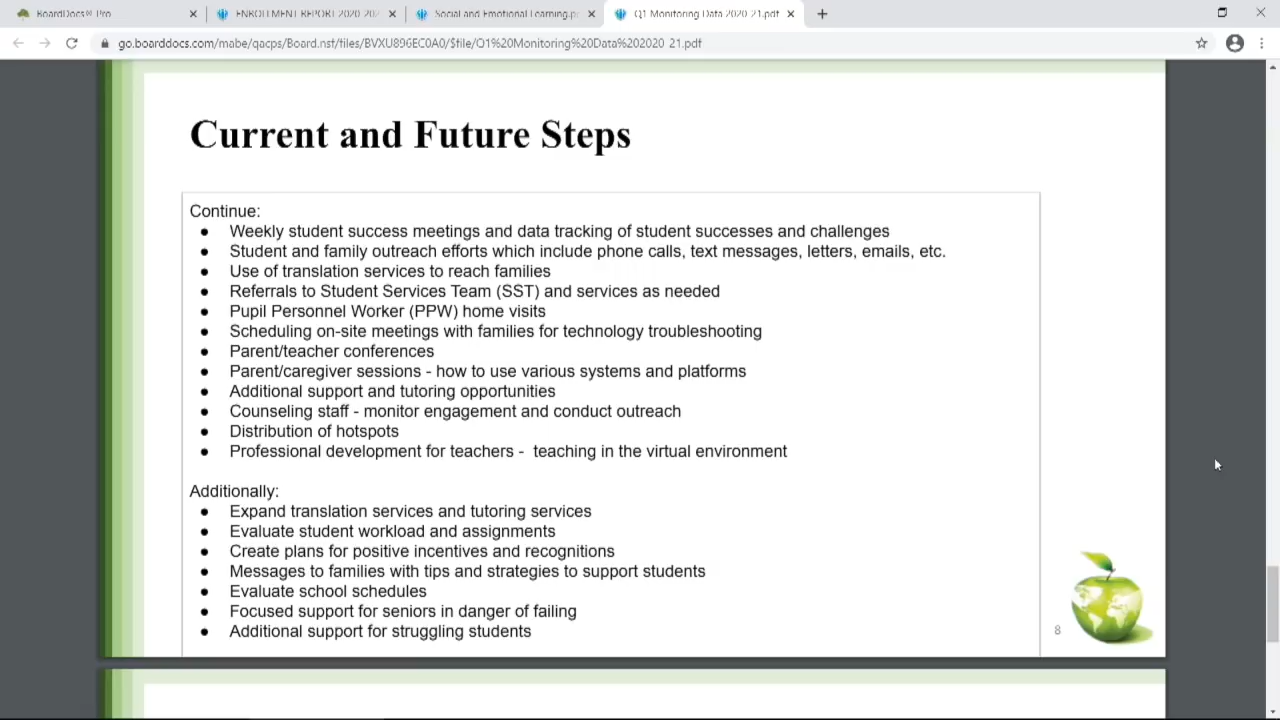 BoardDocs® Pro
ENROLLMENT REPORT 2020-202
Social and Emotional Learning.p
Q1 Monitoring Data 2020-21.pdf
go.boarddocs.com/mabe/qacps/Board.nsf/files/BVXU896EC0A0/$file/Q1%20Monitoring%20Data%202020-21.pdf
Current and Future Steps
Continue:
● Weekly student success meetings and data tracking of student successes and challenges
● Student and family outreach efforts which include phone calls, text messages, letters, emails, etc.
● Use of translation services to reach families
● Referrals to Student Services Team (SST) and services as needed
● Pupil Personnel Worker (PPW) home visits
● Scheduling on-site meetings with families for technology troubleshooting
● Parent/teacher conferences
● Parent/caregiver sessions - how to use various systems and platforms
● Additional support and tutoring opportunities
● Counseling staff - monitor engagement and conduct outreach
● Distribution of hotspots
● Professional development for teachers - teaching in the virtual environment
Additionally:
● Expand translation services and tutoring services
● Evaluate student workload and assignments
● Create plans for positive incentives and recognitions
● Messages to families with tips and strategies to support students
● Evaluate school schedules
● Focused support for seniors in danger of failing
● Additional support for struggling students
8